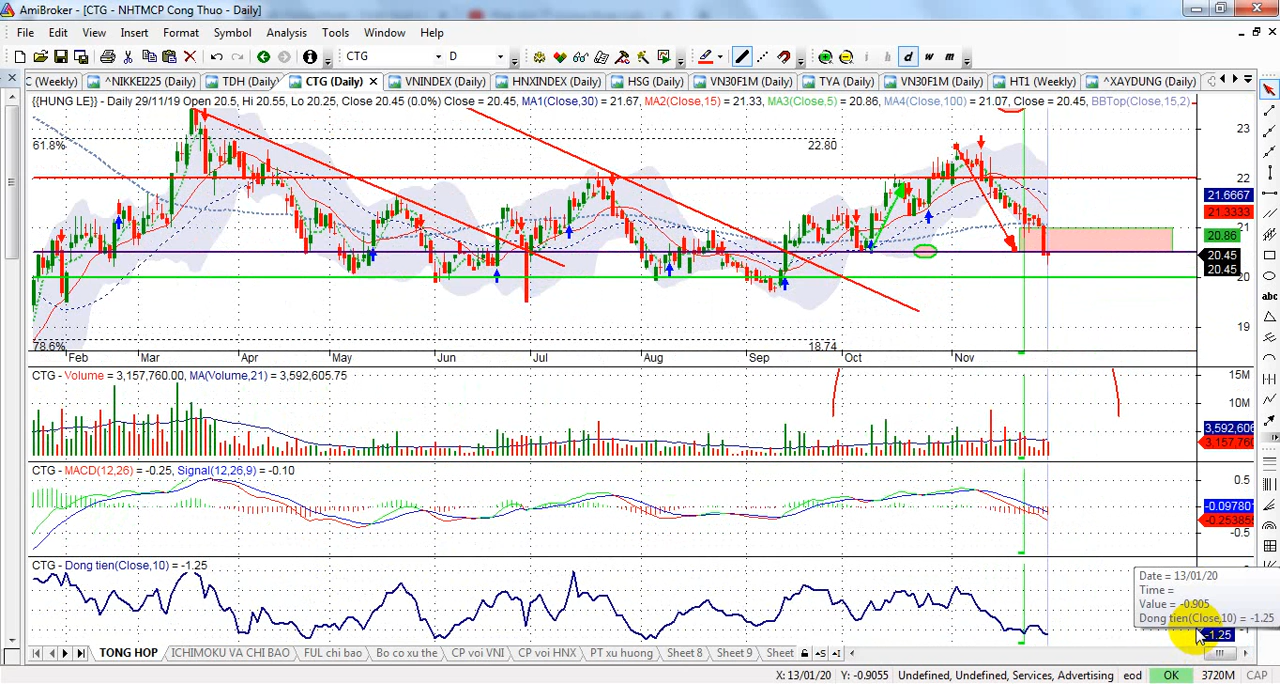 AmiBroker - [CTG - NHTMCP Cong Thuo - Daily]
File Edit View Insert Format Symbol Analysis Tools Window Help
CTG D d w m
C (Weekly) ^NIKKEI225 (Daily) TDH (Daily) CTG (Daily) VNINDEX (Daily) HNXINDEX (Daily) HSG (Daily) VN30F1M (Daily) TYA (Daily) VN30F1M (Daily) HT1 (Weekly) ^XAYDUNG (Daily)
{{HUNG LE}} - Daily 29/11/19 Open 20.5, Hi 20.55, Lo 20.25, Close 20.45 (0.0%) Close = 20.45, MA1(Close,30) = 21.67, MA2(Close,15) = 21.33, MA3(Close,5) = 20.86, MA4(Close,100) = 21.07, Close = 20.45, BBTop(Close,15,2)
23
61.8% 22.80
22
21.6667
21.3333
21
20.86
20.45
20.45
20
19
78.6% 18.74
Feb Mar Apr May Jun Jul Aug Sep Oct Nov
CTG - Volume = 3,157,760.00, MA(Volume,21) = 3,592,605.75
15M
10M
3,592,606
3,157,760
CTG - MACD(12,26) = -0.25, Signal(12,26,9) = -0.10
0.5
-0.09780
-0.25385
-0.5
CTG - Dong tien(Close,10) = -1.25
Date = 13/01/20
Time =
Value = -0.905
Dong tien(Close,10) = -1.25
-1.25
abc
TONG HOP ICHIMOKU VÀ CHI BAO FUL chi bao Bo co xu the CP voi VNI CP voi HNX PT xu huong Sheet 8 Sheet 9 Sheet
X: 13/01/20 Y: -0.9055 Undefined, Undefined, Services, Advertising eod OK 3720M CAP